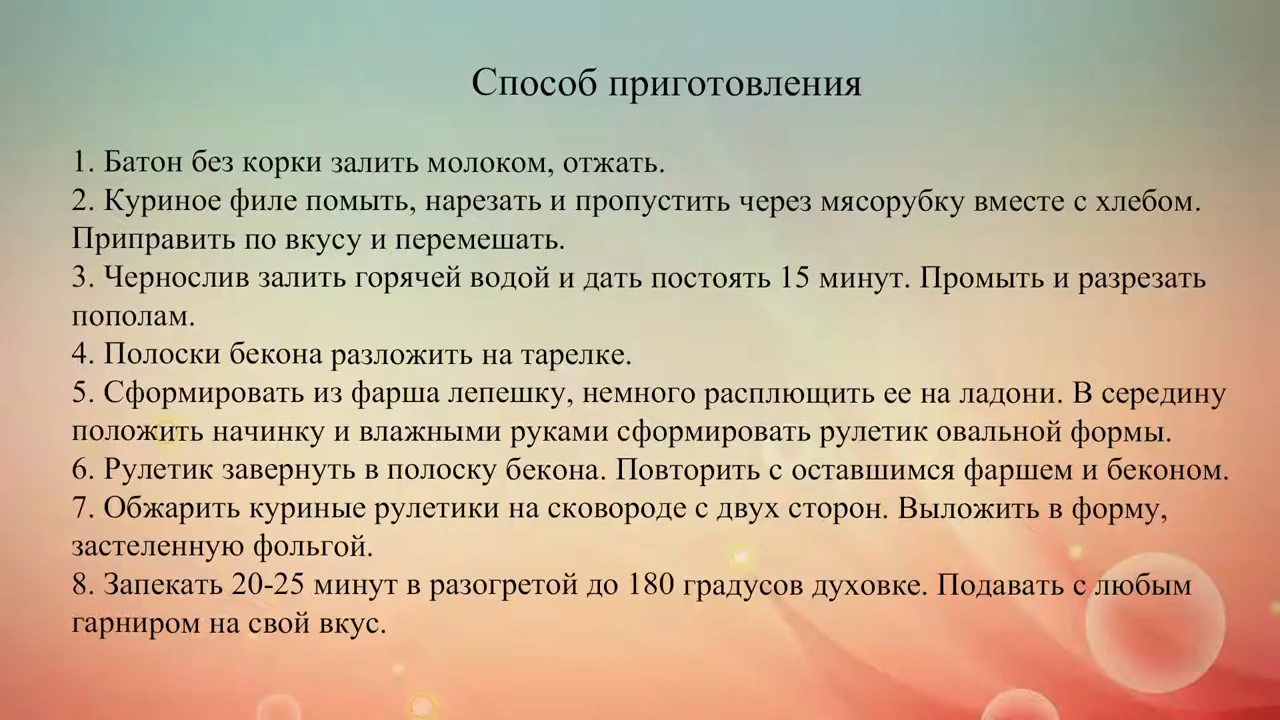 Способ приготовления
1. Батон без корки залить молоком, отжать.
2. Куриное филе помыть, нарезать и пропустить через мясорубку вместе с хлебом.
Приправить по вкусу и перемешать.
3. Чернослив залить горячей водой и дать постоять 15 минут. Промыть и разрезать
пополам.
4. Полоски бекона разложить на тарелке.
5. Сформировать из фарша лепешку, немного расплющить ее на ладони. В середину
положить начинку и влажными руками сформировать рулетик овальной формы.
6. Рулетик завернуть в полоску бекона. Повторить с оставшимся фаршем и беконом.
7. Обжарить куриные рулетики на сковороде с двух сторон. Выложить в форму,
застеленную фольгой.
8. Запекать 20-25 минут в разогретой до 180 градусов духовке. Подавать с любым
гарниром на свой вкус.